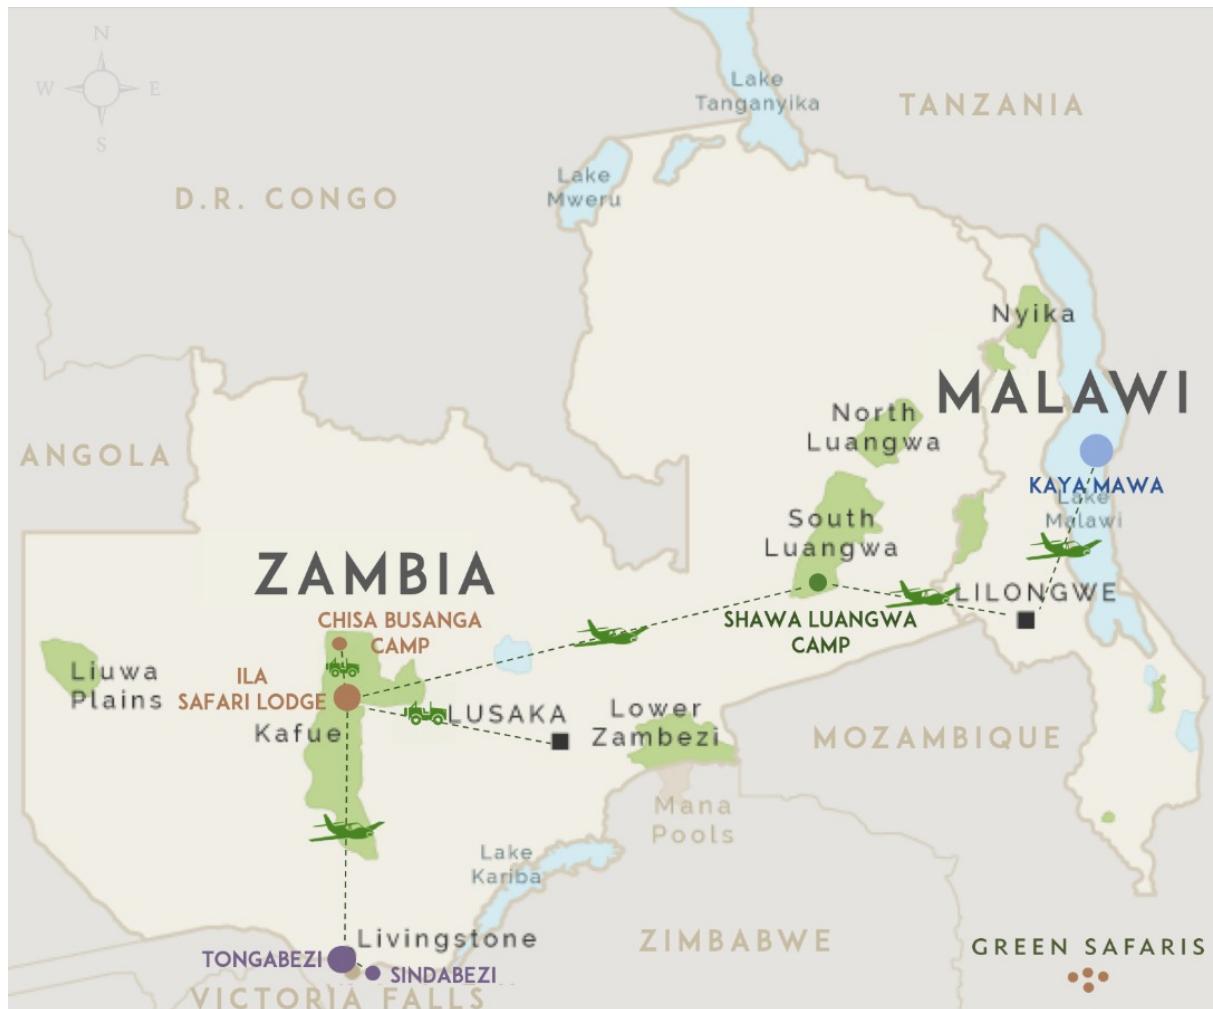 N
W
E
S
Lake
Tanganyika
TANZANIA
Lake
Mweru
D.R. CONGO
Nyika
MALAWI
North
Luangwa
ANGOLA
KAYA MAWA
Lake
Malawi
South
Luangwa
ZAMBIA
LILONGWE
CHISA BUSANGA
CAMP
SHAWA LUANGWA
CAMP
Liuwa
Plains
ILA
SAFARI LODGE
LUSAKA
Lower
Zambezi
Kafue
MOZAMBIQUE
Mana
Pools
Lake
Kariba
Livingstone
ZIMBABWE
GREEN SAFARIS
TONGABEZI
SINDABEZI
VICTORIA FALLS